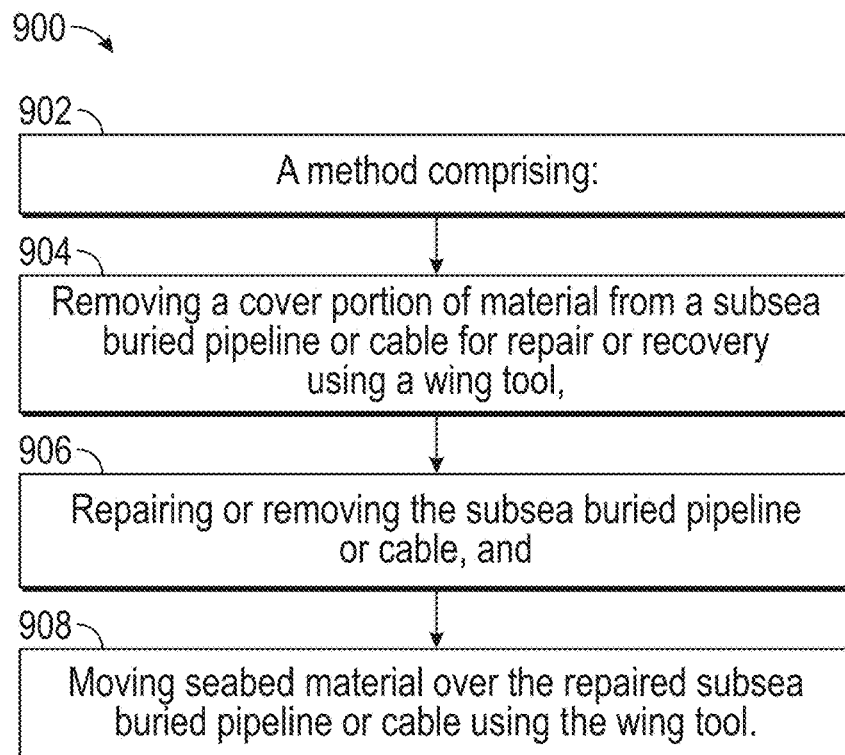 900
902
A method comprising:
904
Removing a cover portion of material from a subsea
buried pipeline or cable for repair or recovery
using a wing tool,
906
Repairing or removing the subsea buried pipeline
or cable, and
908
Moving seabed material over the repaired subsea
buried pipeline or cable using the wing tool.